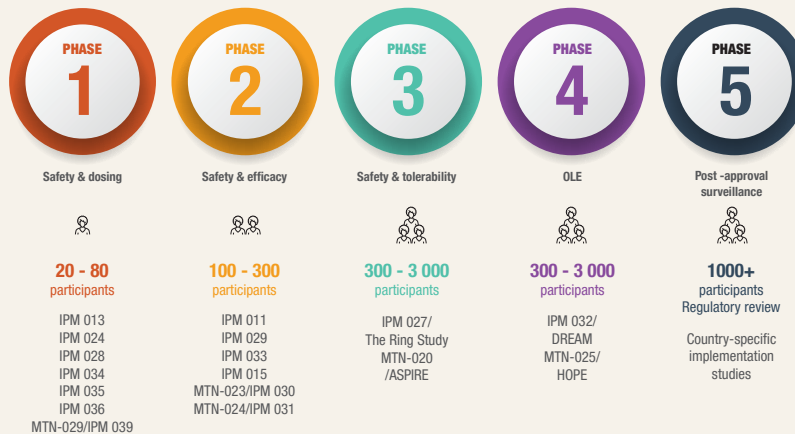 PHASE
1
Safety & dosing
20 - 80
participants
IPM 013
IPM 024
IPM 028
IPM 034
IPM 035
IPM 036
MTN-029/IPM 039
PHASE
2
Safety & efficacy
100 - 300
participants
IPM 011
IPM 029
IPM 033
IPM 015
MTN-023/IPM 030
MTN-024/IPM 031
PHASE
3
Safety & tolerability
300 - 3 000
participants
IPM 027/
The Ring Study
MTN-020
/ASPIRE
PHASE
4
OLE
300 - 3 000
participants
IPM 032/
DREAM
MTN-025/
HOPE
PHASE
5
Post -approval
surveillance
1000+
participants
Regulatory review
Country-specific
implementation
studies